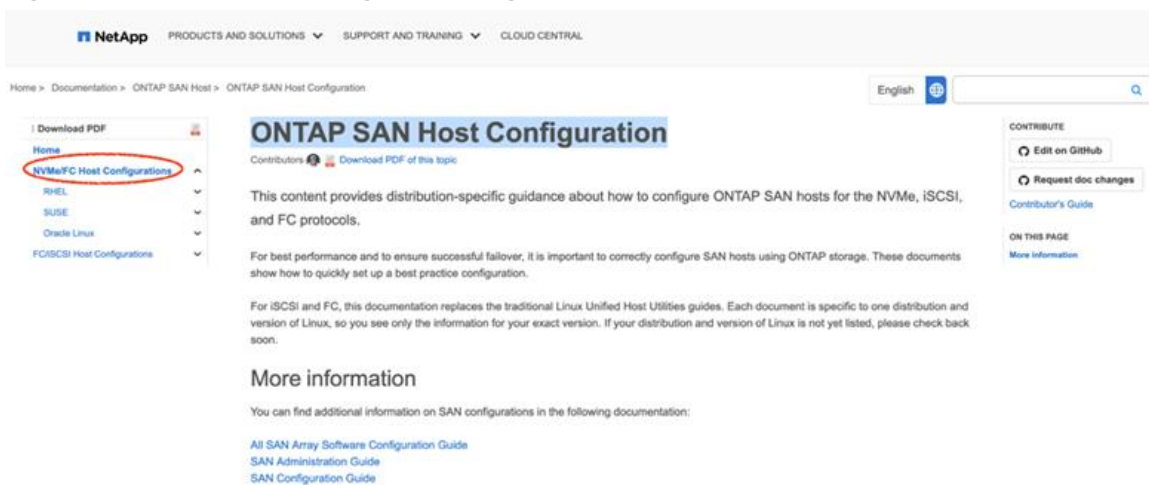 NetApp PRODUCTS AND SOLUTIONS SUPPORT AND TRAINING CLOUD CENTRAL
Home > Documentation > ONTAP SAN Host > ONTAP SAN Host Configuration
English
Download PDF
Home
NVMe/FC Host Configurations
RHEL
SUSE
Oracle Linux
FC/iSCSI Host Configurations
ONTAP SAN Host Configuration
Contributors Download PDF of this topic
This content provides distribution-specific guidance about how to configure ONTAP SAN hosts for the NVMe, iSCSI,
and FC protocols.
For best performance and to ensure successful failover, it is important to correctly configure SAN hosts using ONTAP storage. These documents
show how to quickly set up a best practice configuration.
For iSCSI and FC, this documentation replaces the traditional Linux Unified Host Utilities guides. Each document is specific to one distribution and
version of Linux, so you see only the information for your exact version. If your distribution and version of Linux is not yet listed, please check back
soon.
More information
You can find additional information on SAN configurations in the following documentation:
All SAN Array Software Configuration Guide
SAN Administration Guide
SAN Configuration Guide
CONTRIBUTE
Edit on GitHub
Request doc changes
Contributor's Guide
ON THIS PAGE
More information